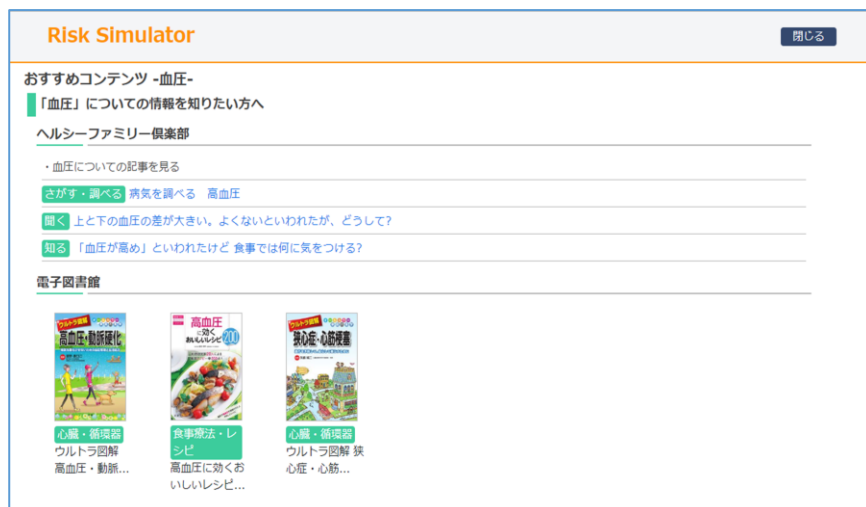 Risk Simulator
閉じる
おすすめコンテンツ -血圧-
「血圧」についての情報を知りたい方へ
ヘルシーファミリー倶楽部
・血圧についての記事を見る
さがす・調べる 病気を調べる 高血圧
聞く 上と下の血圧の差が大きい。よくないといわれたが、どうして?
知る 「血圧が高め」といわれたけど 食事では何に気をつける?
電子図書館
ウルトラ図解
高血圧・動脈硬化
高血圧
に効く
おいしいレシピ
200
ウルトラ図解
狭心症・心筋梗塞
心臓・循環器
ウルトラ図解
高血圧・動脈...
食事療法・レ
シピ
高血圧に効くお
いしいレシピ...
心臓・循環器
ウルトラ図解 狭
心症・心筋...